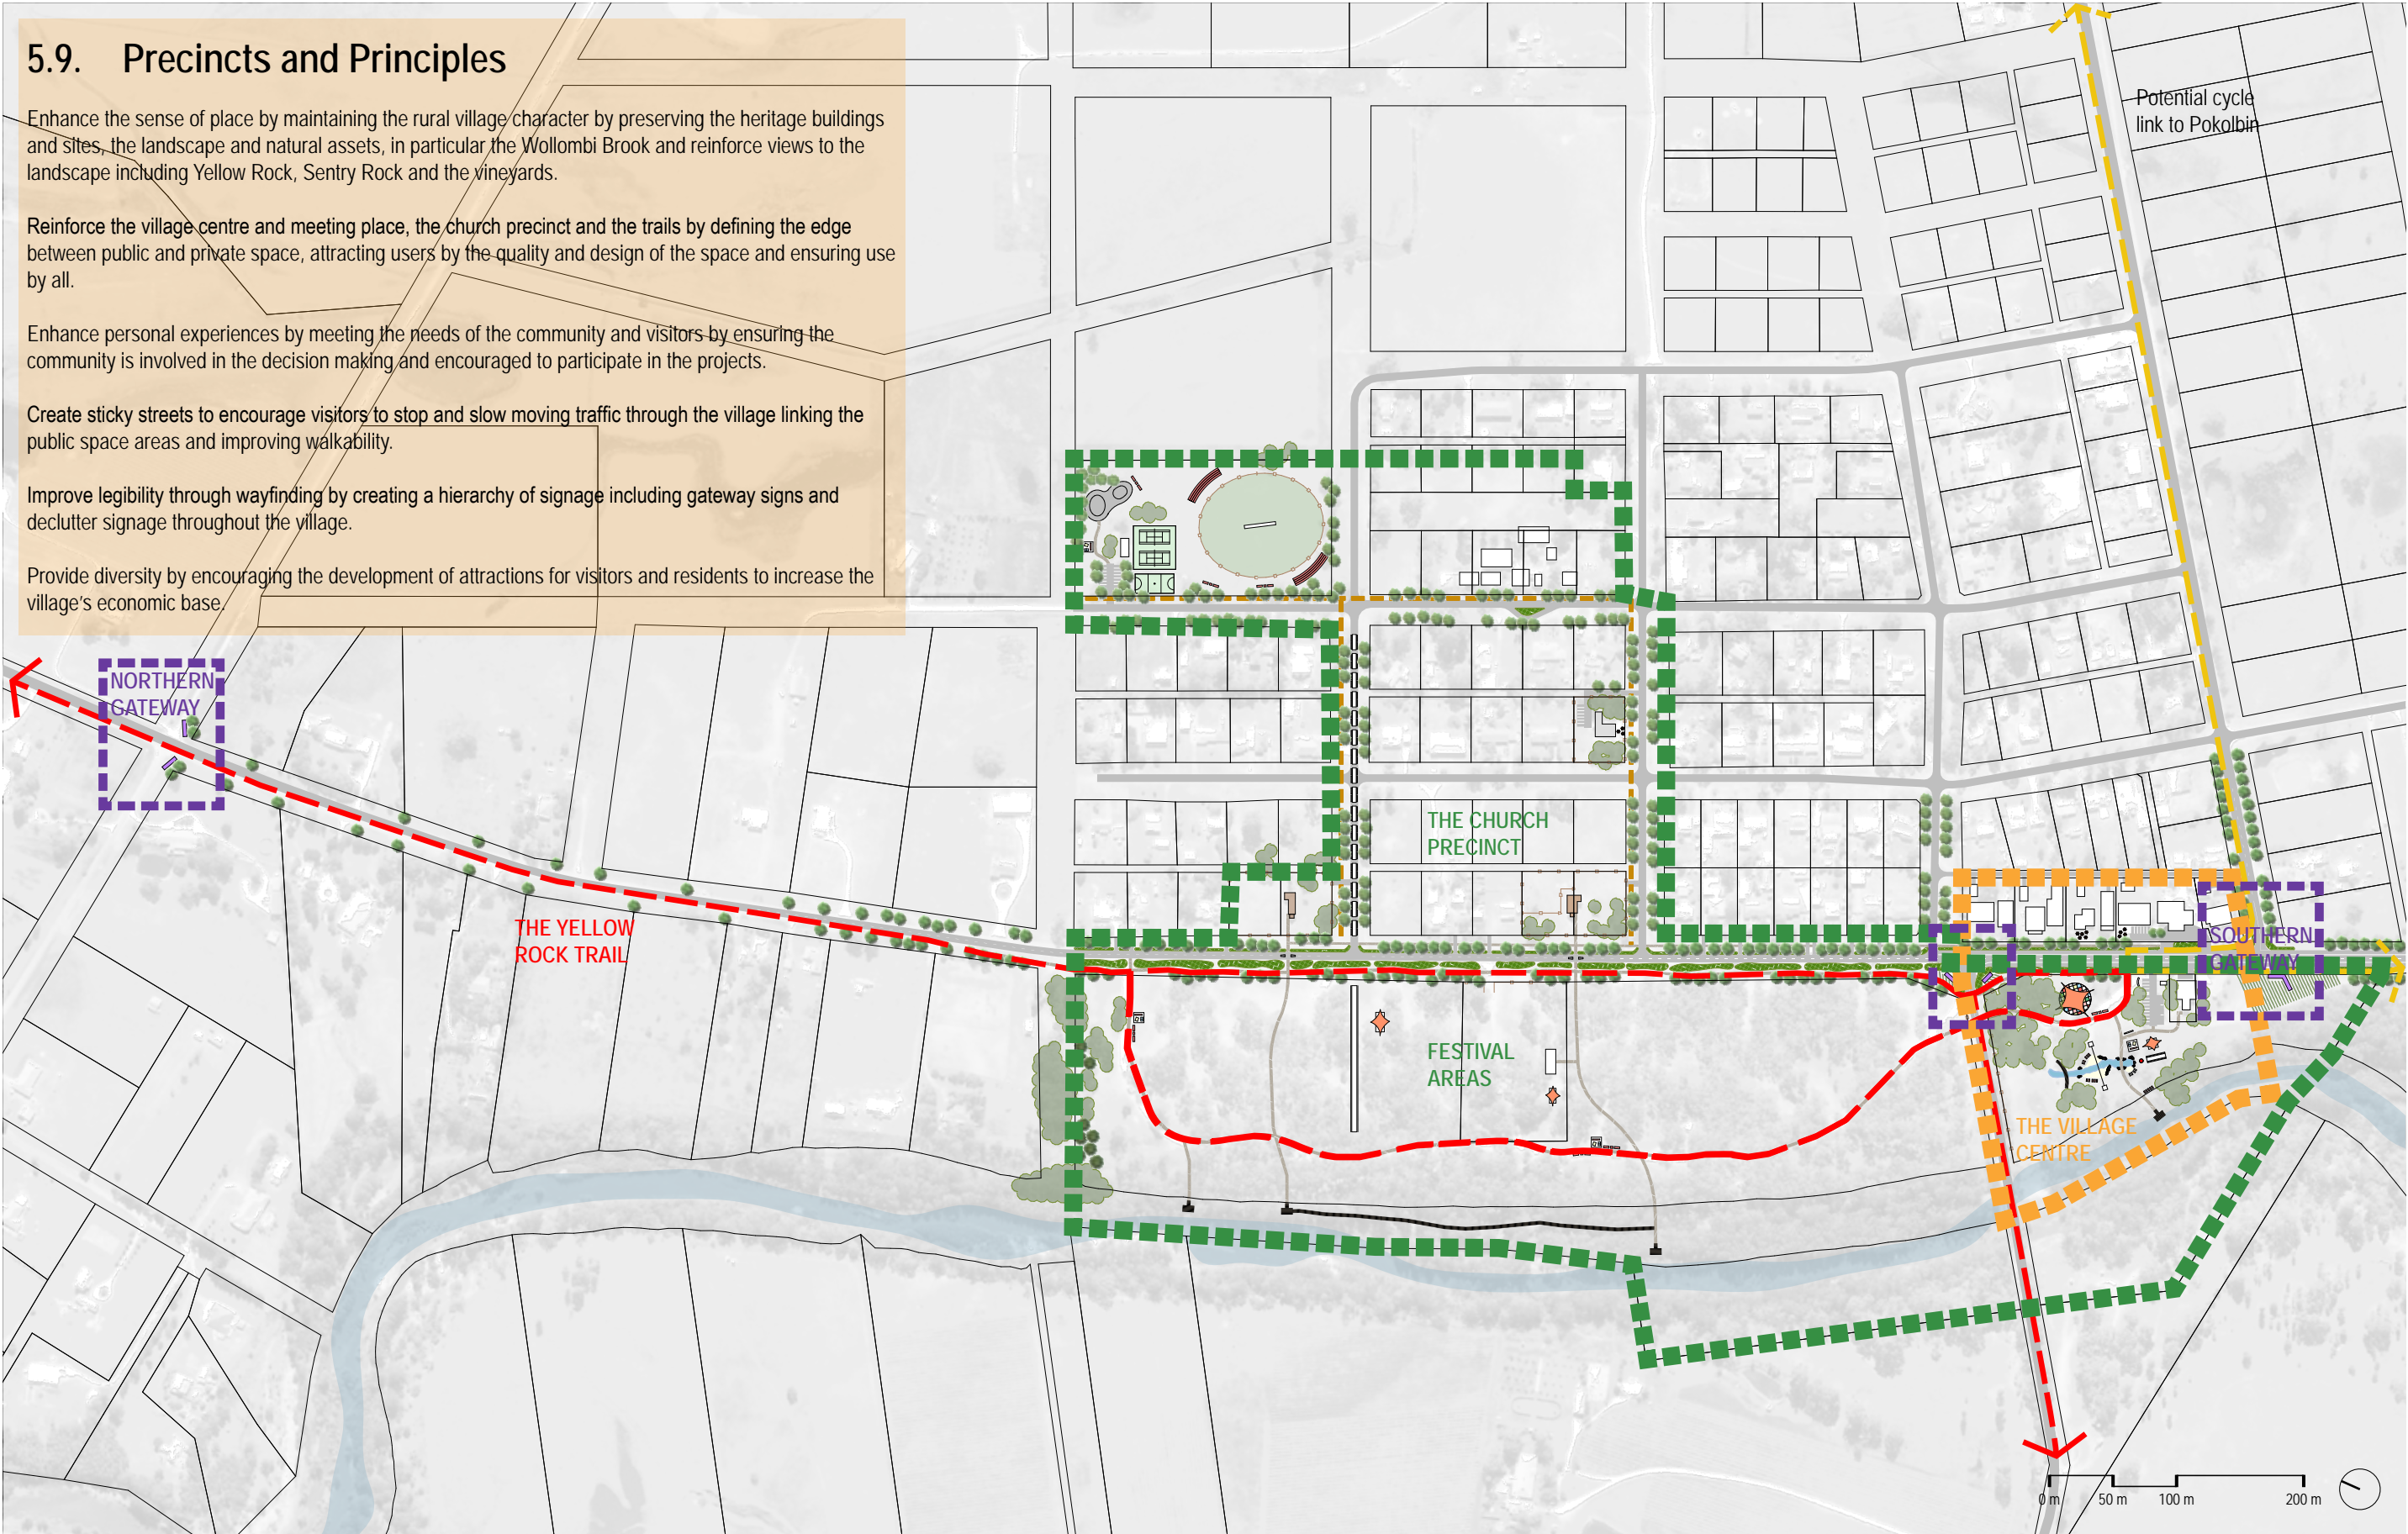 5.9. Precincts and Principles
Enhance the sense of place by maintaining the rural village character by preserving the heritage buildings
and sites, the landscape and natural assets, in particular the Wollombi Brook and reinforce views to the
landscape including Yellow Rock, Sentry Rock and the vineyards.
Reinforce the village centre and meeting place, the church precinct and the trails by defining the edge
between public and private space, attracting users by the quality and design of the space and ensuring use
by all.
Enhance personal experiences by meeting the needs of the community and visitors by ensuring the
community is involved in the decision making and encouraged to participate in the projects.
Create sticky streets to encourage visitors to stop and slow moving traffic through the village linking the
public space areas and improving walkability.
Improve legibility through wayfinding by creating a hierarchy of signage including gateway signs and
declutter signage throughout the village.
Provide diversity by encouraging the development of attractions for visitors and residents to increase the
village's economic base.
Potential cycle
link to Pokolbin
NORTHERN
GATEWAY
THE YELLOW
ROCK TRAIL
THE CHURCH
PRECINCT
FESTIVAL
AREAS
SOUTHERN
GATEWAY
THE VILLAGE
CENTRE
0 m 50 m 100 m 200 m